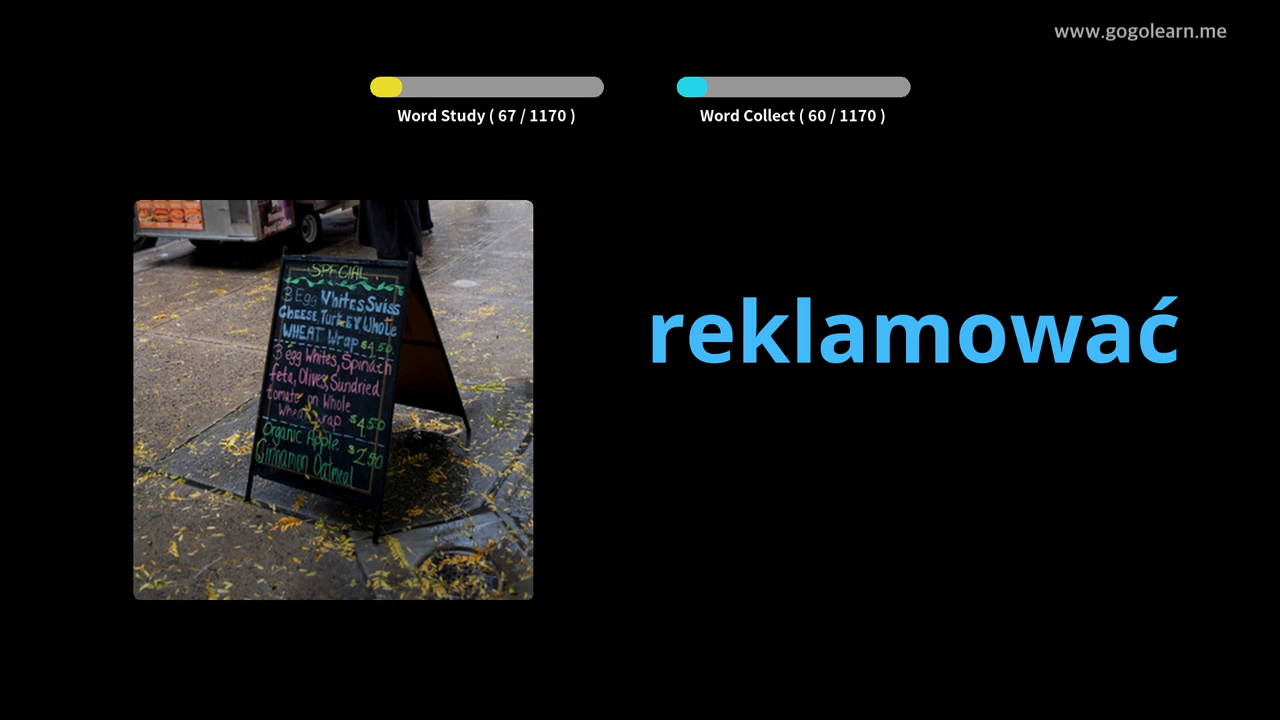 www.gogolearn.me
Word Study ( 67 / 1170 )
Word Collect ( 60 / 1170 )
SPECIAL
3 Egg Whites Swiss
Cheese, Turkey Whole
WHEAT Wrap $4.50
3 egg Whites, Spinach
feta, Olives, Sundried
tomato on Whole
Wheat wrap $4.50
Organic Apple $2.50
Cinnamon Oatmeal
reklamować